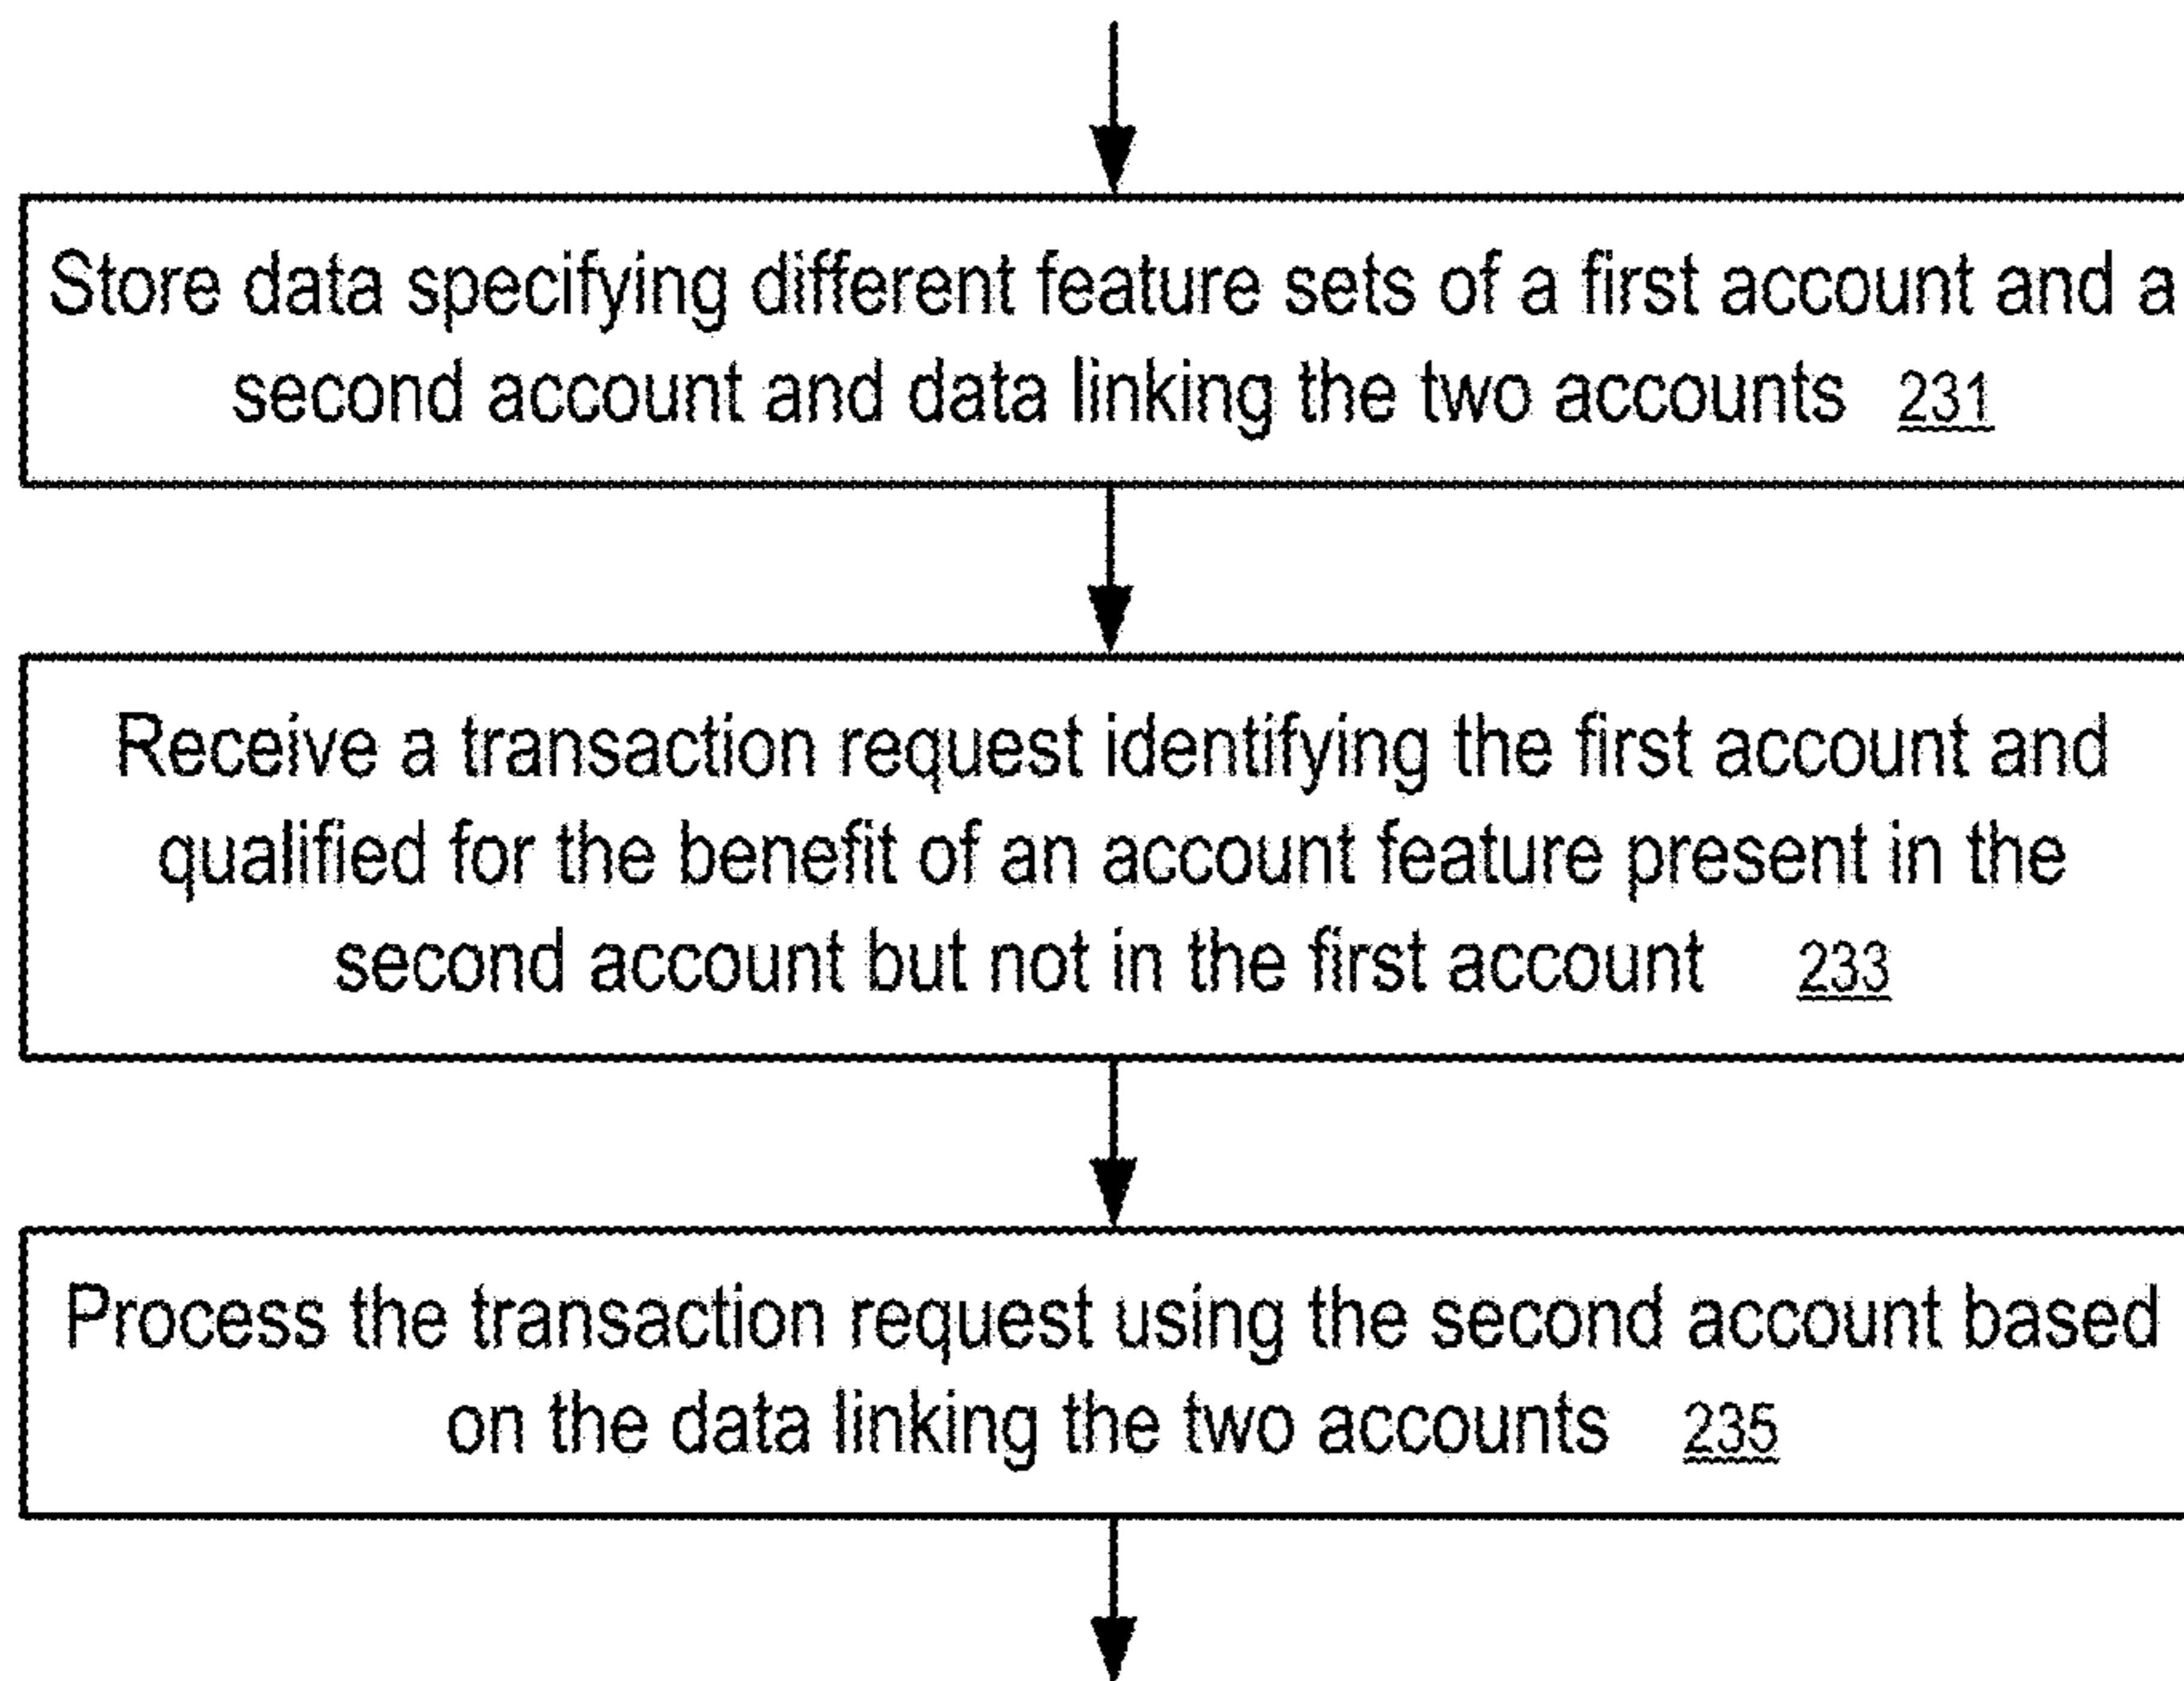 Store data specifying different feature sets of a first account and a
second account and data linking the two accounts 231
Receive a transaction request identifying the first account and
qualified for the benefit of an account feature present in the
second account but not in the first account 233
Process the transaction request using the second account based
on the data linking the two accounts 235